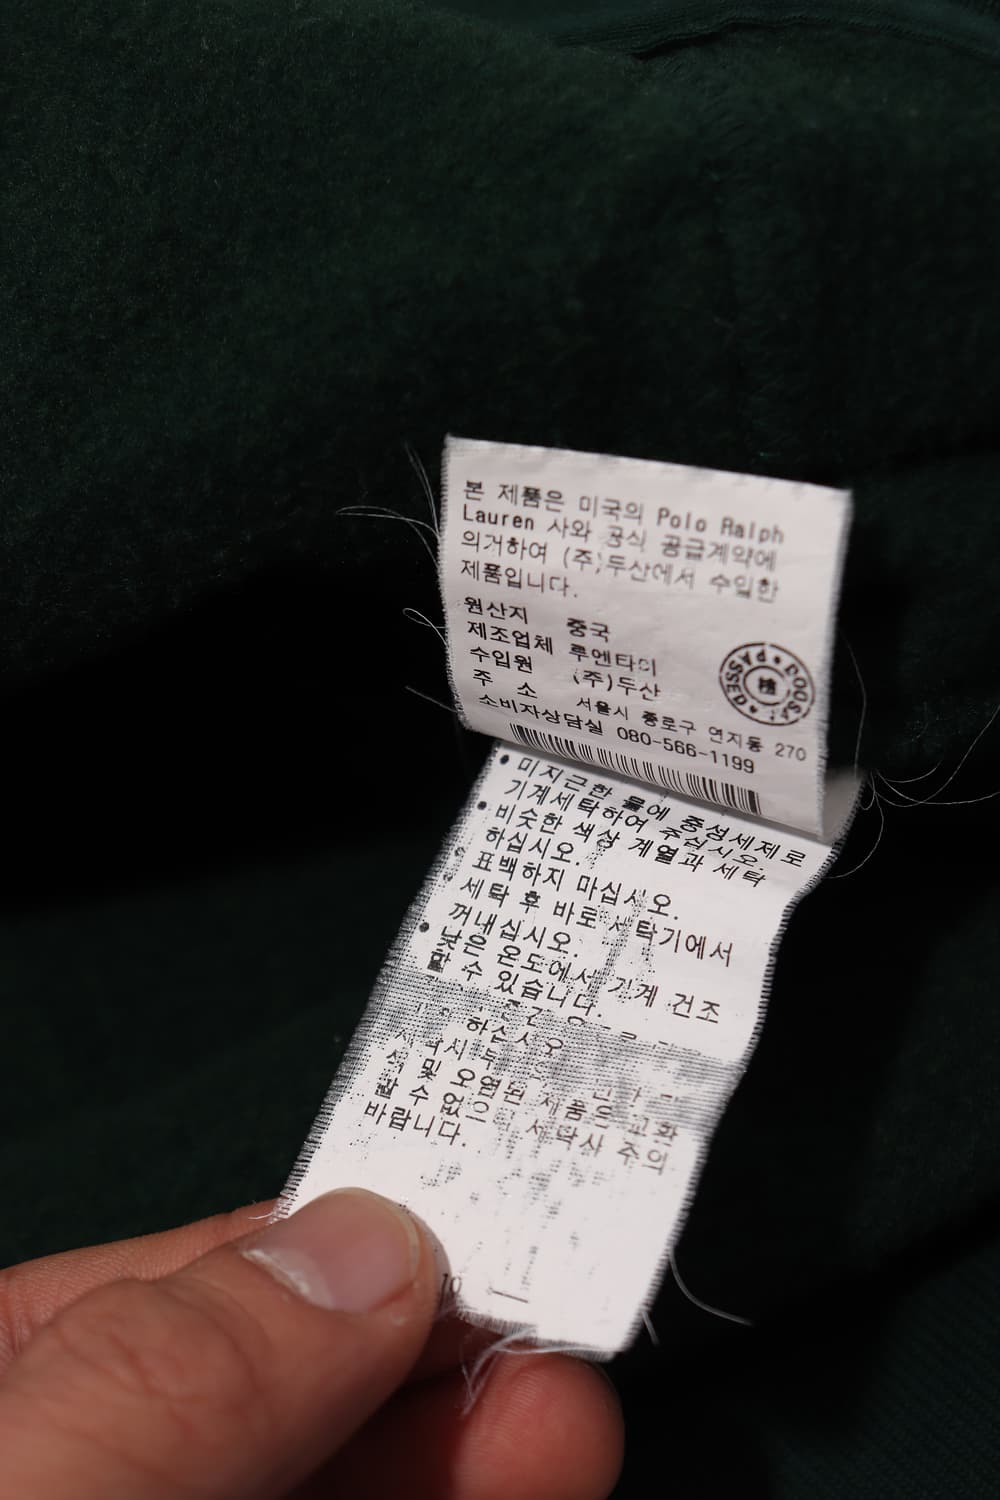 본 제품은 미국의 Polo Ralph
Lauren 사와 공식 공급계약에
의거하여 (주)두산에서 수입한
제품입니다.
원산지 중국
제조업체 루엔타이
수입원 (주)두산
주 소 서울시 종로구 연지동 270
소비자상담실 080-566-1199
PASSED DOOSAN
檢
• 미지근한 물에 중성세제로
기계세탁하여 주십시오.
• 비슷한 색상 계열과 세탁
하십시오.
표백하지 마십시오.
세탁 후 바로 세탁기에서
꺼내십시오.
• 낮은 온도에서 기계 건조
할 수 있습니다.
하십시오
및 오염된 제품은 교환
할 수 없으 세탁시 주의
바랍니다.
10